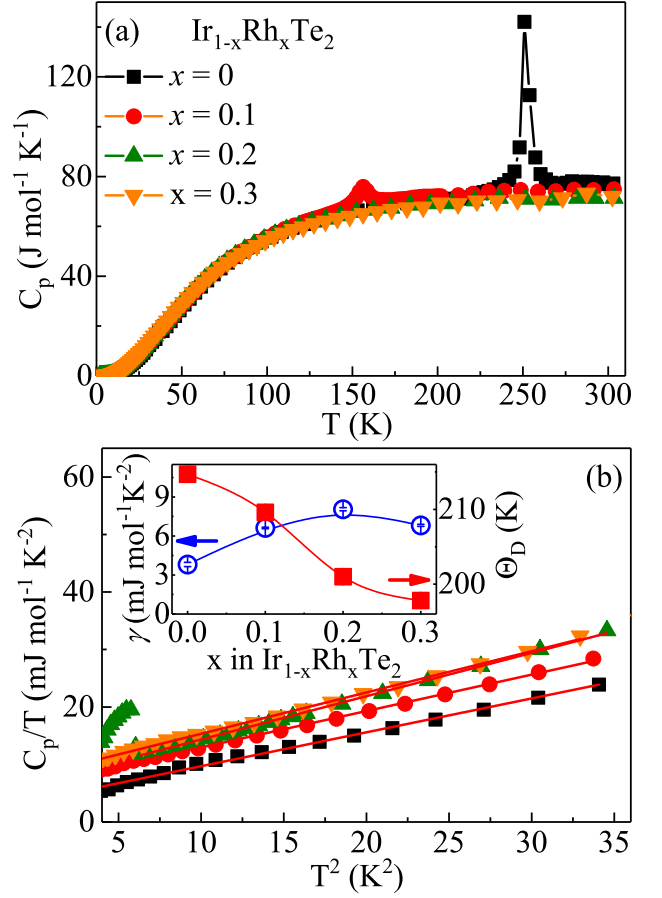 (a) Ir1-xRhxTe2
x = 0
x = 0.1
x = 0.2
x = 0.3
120
80
40
0
Cp (J mol-1 K-1)
0 50 100 150 200 250 300
T (K)
(b)
60
40
20
0
Cp/T (mJ mol-1 K-2)
5 10 15 20 25 30 35
T2 (K2)
9
6
3
0
γ (mJ mol-1K-2)
210
200
ΘD (K)
0.0 0.1 0.2 0.3
x in Ir1-xRhxTe2